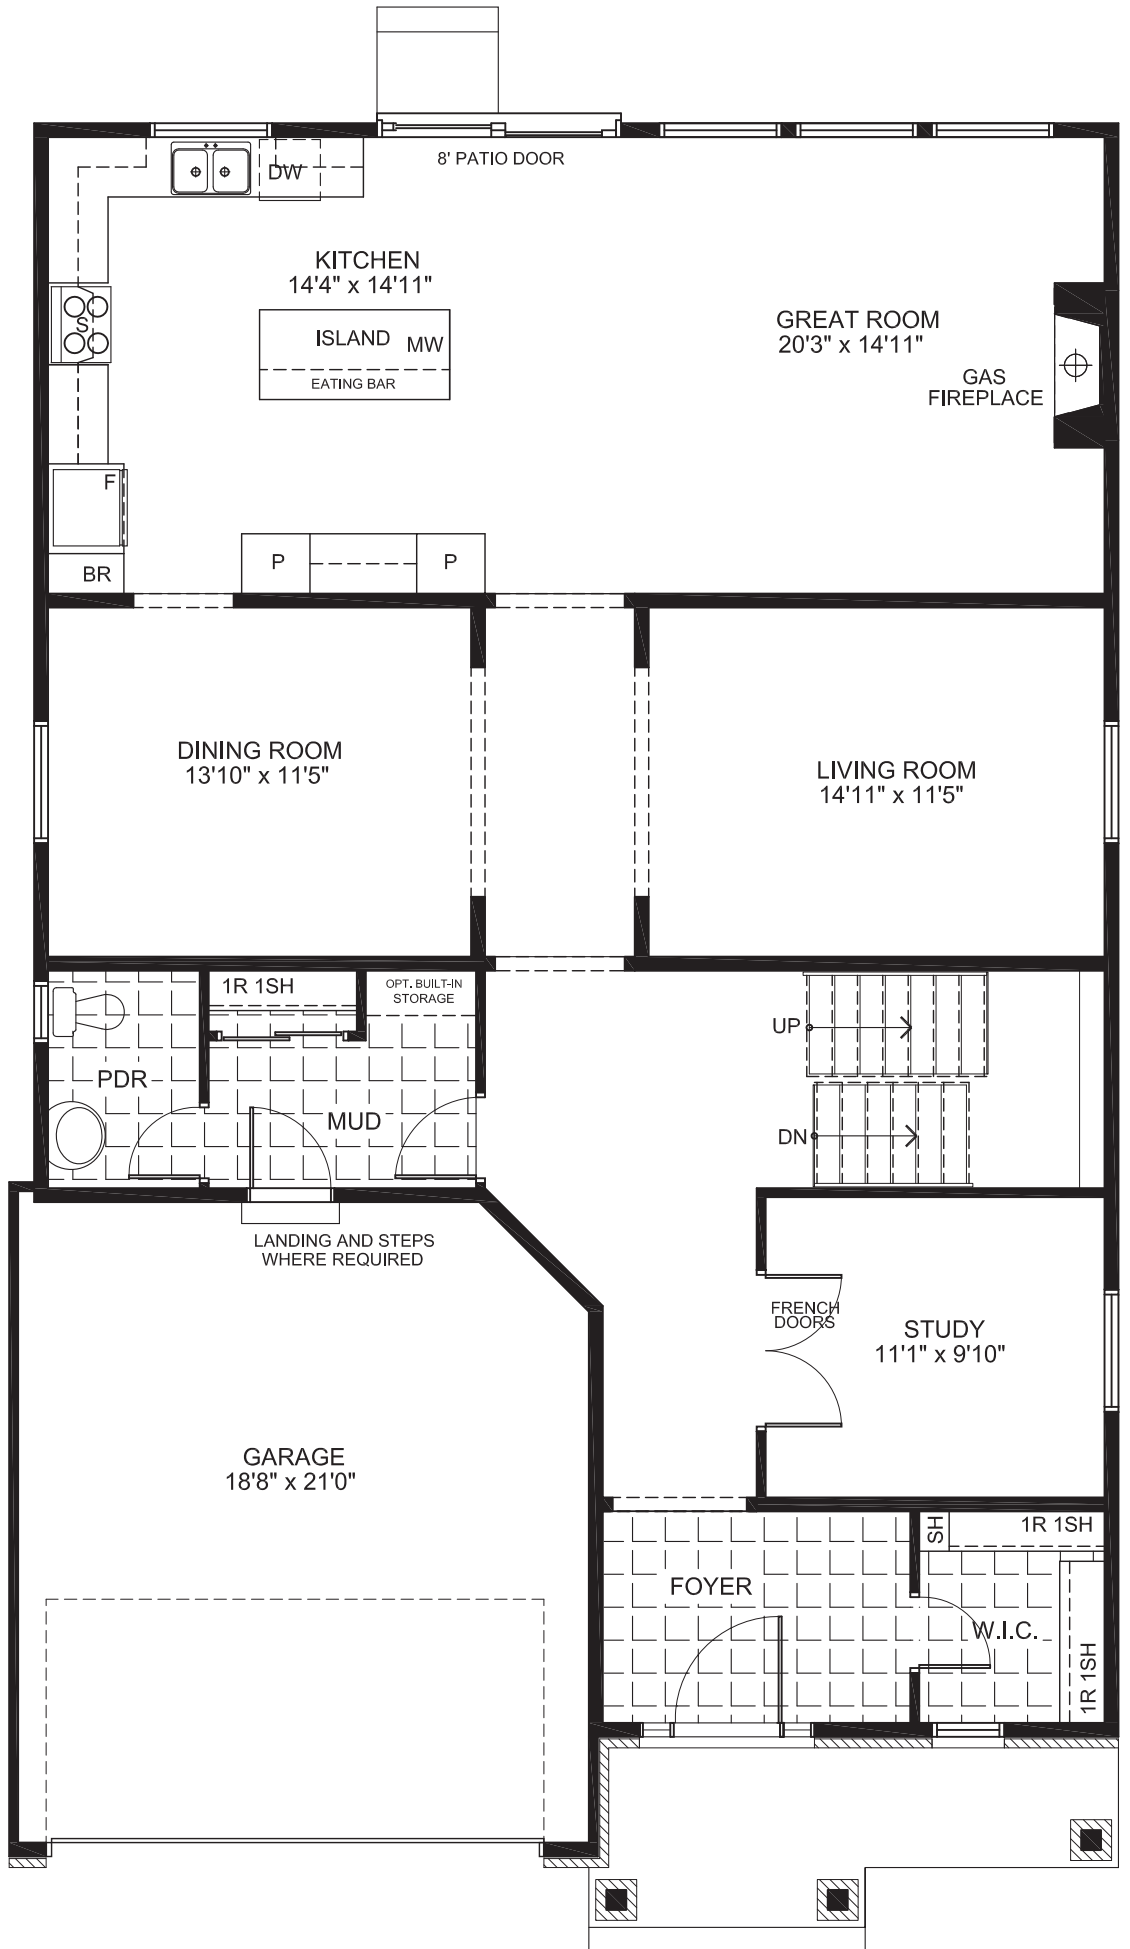 8' PATIO DOOR
DW
KITCHEN
14'4" x 14'11"
S
ISLAND
MW
EATING BAR
GREAT ROOM
20'3" x 14'11"
GAS
FIREPLACE
F
BR
P
P
DINING ROOM
13'10" x 11'5"
LIVING ROOM
14'11" x 11'5"
1R 1SH
OPT. BUILT-IN
STORAGE
PDR
MUD
UP
DN
LANDING AND STEPS
WHERE REQUIRED
FRENCH
DOORS
STUDY
11'1" x 9'10"
GARAGE
18'8" x 21'0"
FOYER
SH
1R 1SH
W.I.C.
1R 1SH